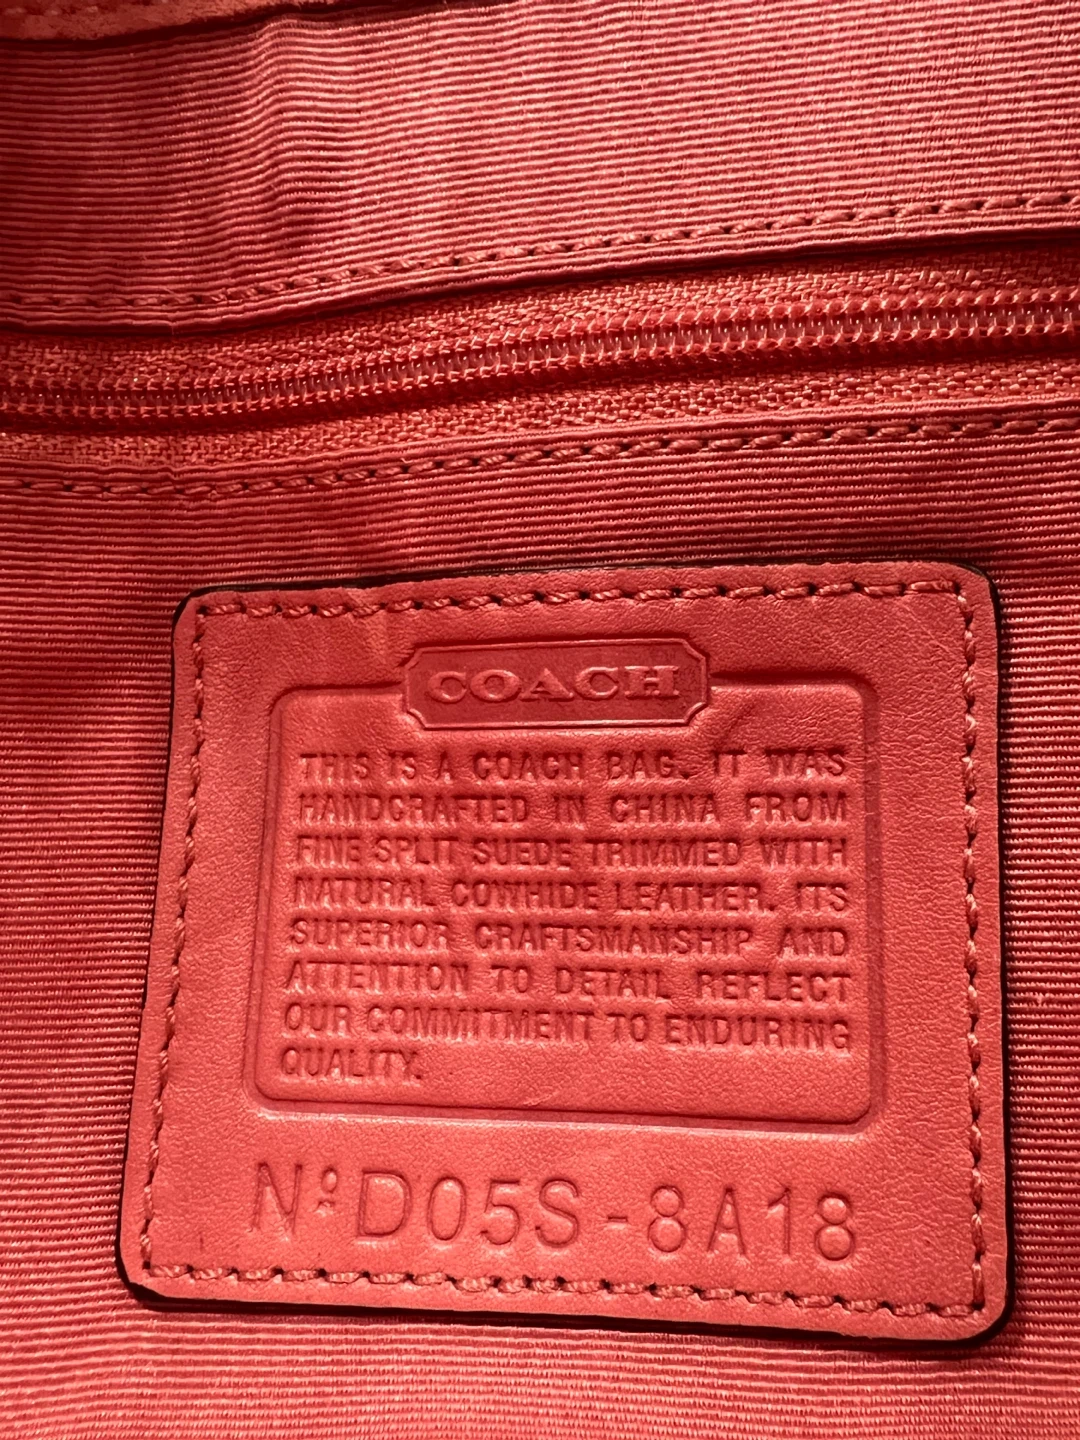 COACH
THIS IS A COACH BAG. IT WAS
HANDCRAFTED IN CHINA FROM
FINE SPLIT SUEDE TRIMMED WITH
NATURAL COWHIDE LEATHER. ITS
SUPERIOR CRAFTSMANSHIP AND
ATTENTION TO DETAIL REFLECT
OUR COMMITMENT TO ENDURING
QUALITY.
Nº D05S-8A18